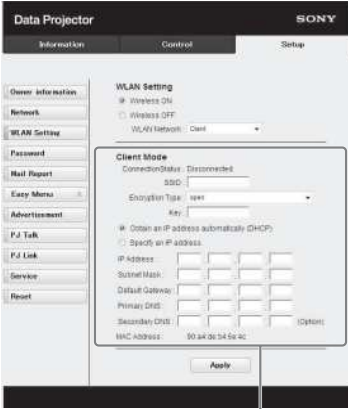 Data Projector
SONY
Information
Control
Setup
Owner information
Network
WLAN Setting
Password
Mail Report
Easy Menu
Advertisement
PJ Talk
PJ Link
Service
Reset
WLAN Setting
Wireless ON
Wireless OFF
WLAN Network: Client
Client Mode
ConnectionStatus: Disconnected
SSID:
Encryption Type: open
Key:
Obtain an IP address automatically (DHCP)
Specify an IP address
IP Address:
Subnet Mask:
Default Gateway:
Primary DNS:
Secondary DNS: (Option)
MAC Address:
Apply